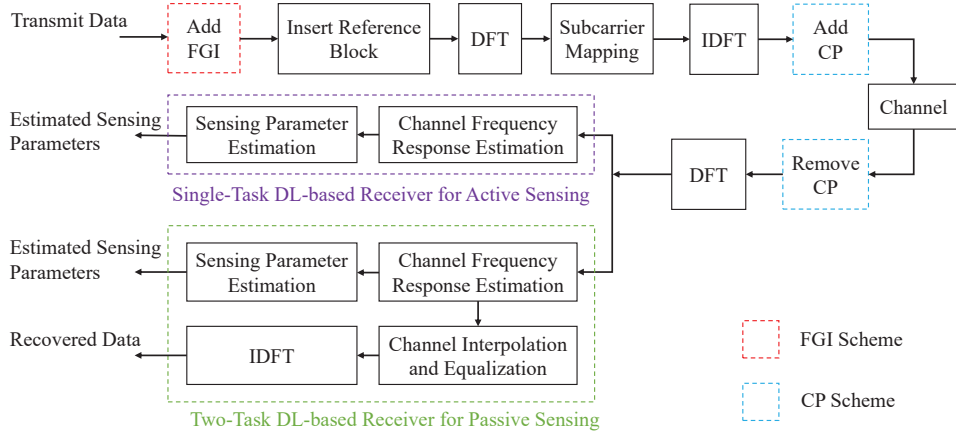 Transmit Data
Add
FGI
Insert Reference
Block
DFT
Subcarrier
Mapping
IDFT
Add
CP
Channel
Remove
CP
DFT
Estimated Sensing
Parameters
Sensing Parameter
Estimation
Channel Frequency
Response Estimation
Single-Task DL-based Receiver for Active Sensing
Estimated Sensing
Parameters
Sensing Parameter
Estimation
Channel Frequency
Response Estimation
Recovered Data
IDFT
Channel Interpolation
and Equalization
Two-Task DL-based Receiver for Passive Sensing
FGI Scheme
CP Scheme